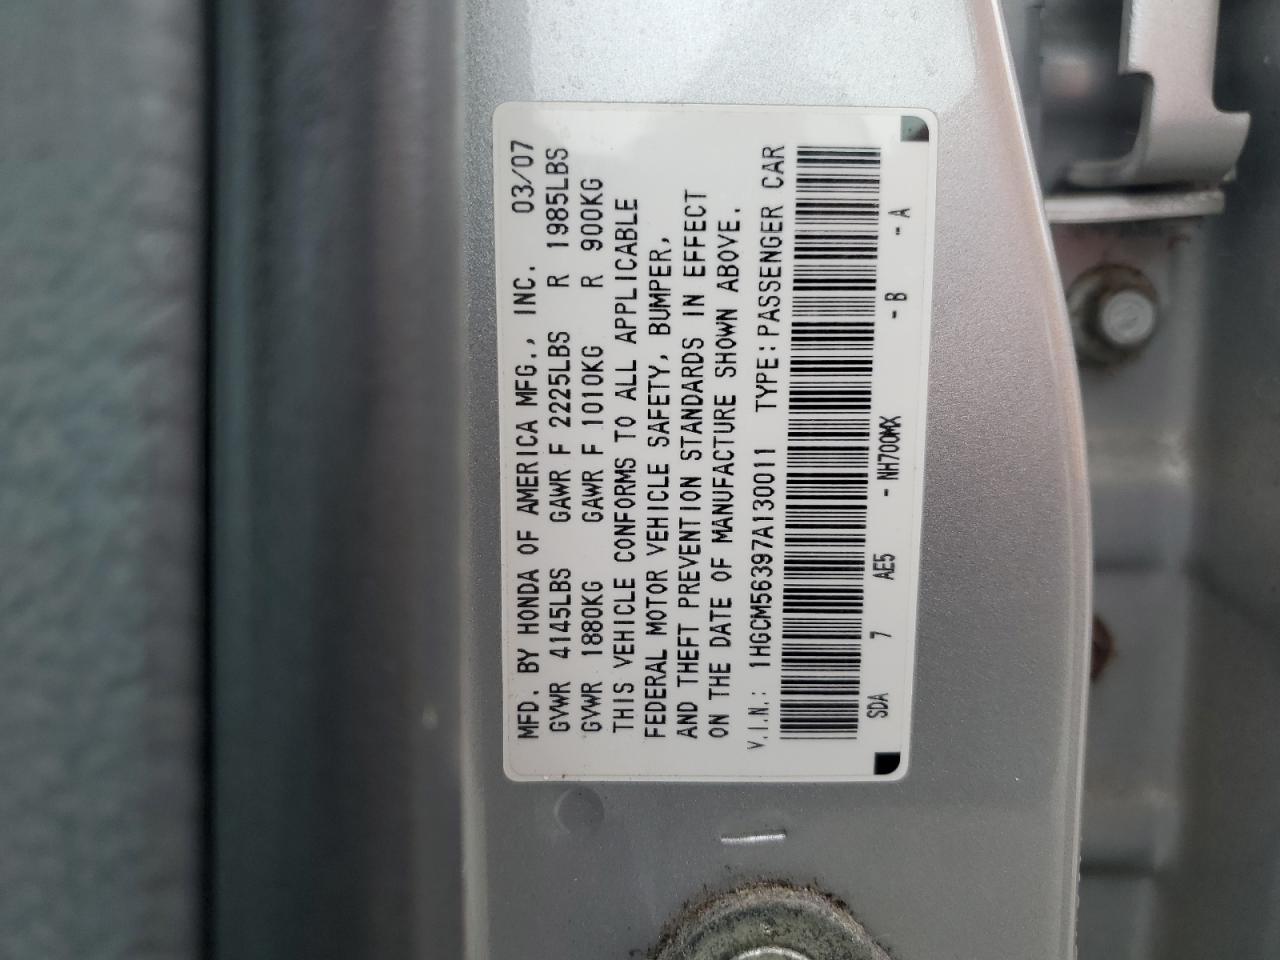 MFD. BY HONDA OF AMERICA MFG., INC. 03/07
GVWR 4145LBS GAWR F 2225LBS R 1985LBS
GVWR 1880KG GAWR F 1010KG R 900KG
THIS VEHICLE CONFORMS TO ALL APPLICABLE
FEDERAL MOTOR VEHICLE SAFETY, BUMPER,
AND THEFT PREVENTION STANDARDS IN EFFECT
ON THE DATE OF MANUFACTURE SHOWN ABOVE.
V.I.N.: 1HGCM56397A130011 TYPE:PASSENGER CAR
SDA 7 AE5 - NH700MX - B - A